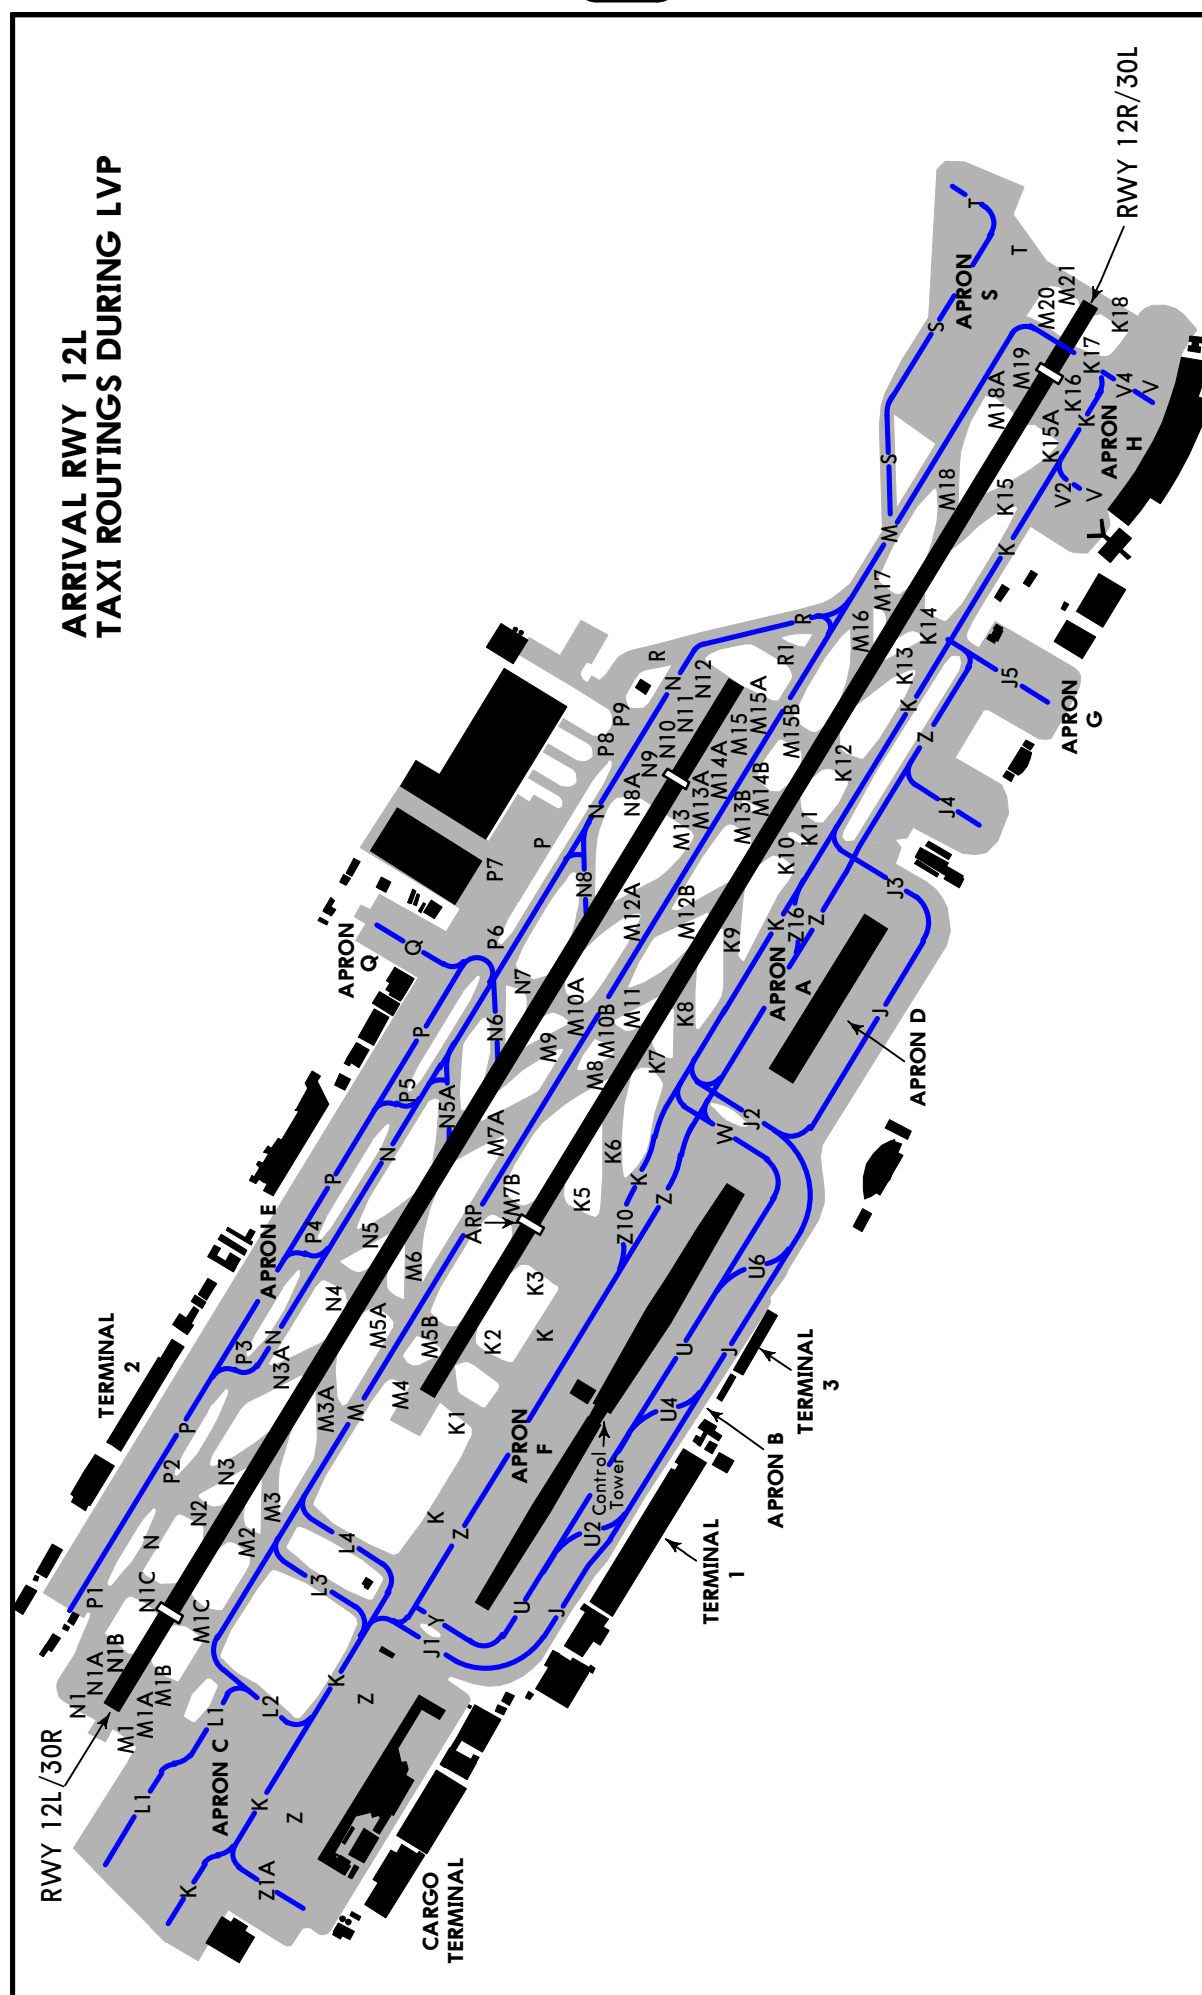 ARRIVAL RWY 12L
TAXI ROUTINGS DURING LVP
RWY 12L/30R
RWY 12R/30L
TERMINAL
2
APRON E
APRON
Q
APRON
S
APRON
H
APRON
G
APRON
A
APRON D
APRON
F
APRON B
APRON C
TERMINAL
1
TERMINAL
3
CARGO
TERMINAL
Control
Tower
ARP
P1
P2
P
P3
P4
P
P5
P
P6
P7
P
P8
P9
Q
N1
N1A
N1B
N1C
N
N2
N3
N3A
N
N4
N5
N
N5A
N6
N7
N8
N
N8A
N9
N10
N11
N12
N
R
R
R1
M1
M1A
M1B
M1C
M2
M3
M3A
M
M4
M5A
M5B
M6
M7A
M7B
M8
M9
M10A
M10B
M11
M12A
M12B
M13
M13A
M13B
M14A
M14B
M15
M15A
M15B
M16
M17
M
M18
M18A
M19
M20
M21
S
S
T
T
L1
L1
L2
L3
L4
K
K
K
K
K1
K2
K
K3
K5
K6
K
K7
K8
K9
K
K10
K11
K12
K
K13
K14
K
K15
K15A
K
K16
K17
K18
V2
V
V4
V
Z1A
Z
Z
Z
Z10
Z
Z16
Z
Z
Y
J1
J
J
J2
J
J3
J4
J5
W
U
U2
U4
U
U6